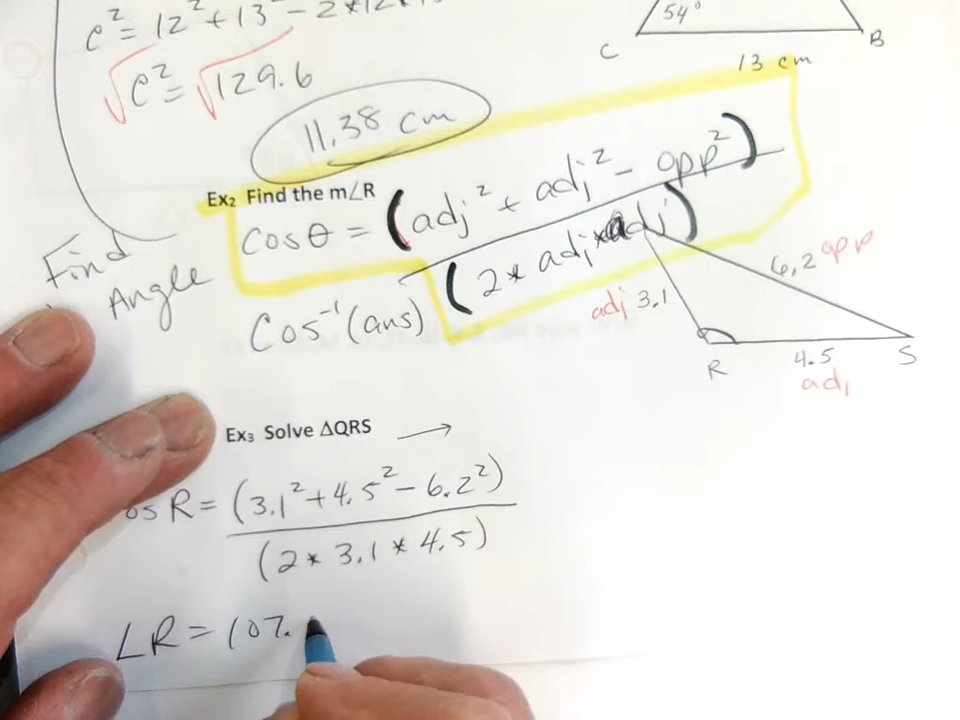 c² = 12² + 13² - 2*12*1
54°
C
B
√c² = √129.6
13 cm
11.38 cm
Ex₂ Find the m∠R
Find
Angle
Cosθ = (adj² + adj² - opp²)
(2 * adj * adj)
Cos⁻¹(ans)
6.2 opp
adj 3.1
R
4.5
S
adj
Ex₃ Solve ΔQRS →
os R = (3.1² + 4.5² - 6.2²)
(2 * 3.1 * 4.5)
∠R = 107.